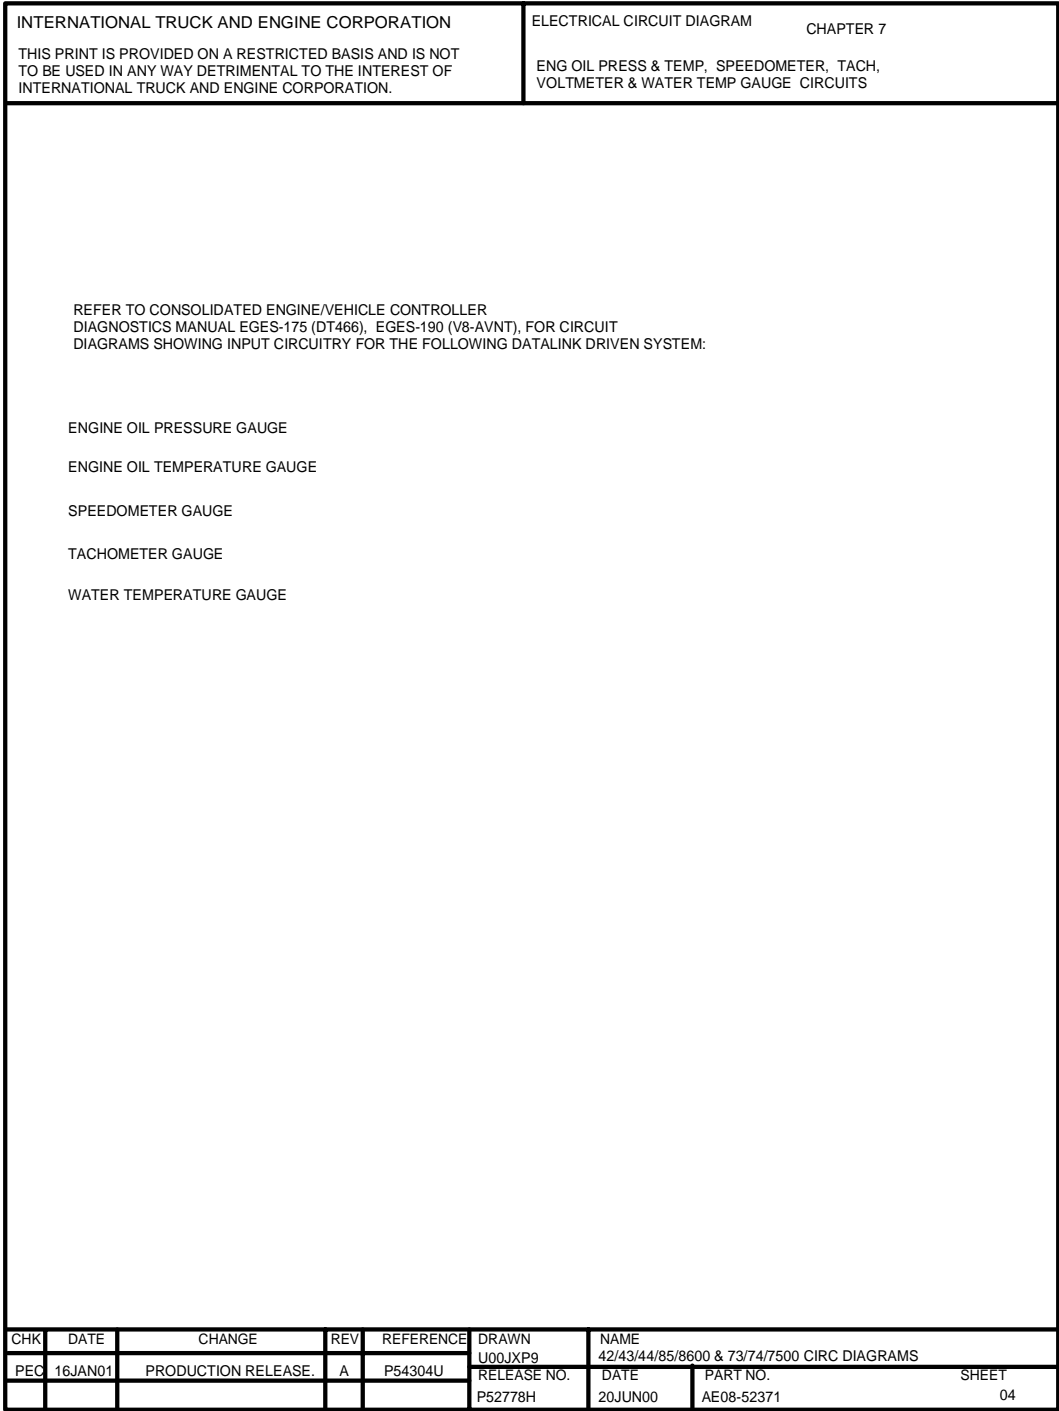 INTERNATIONAL TRUCK AND ENGINE CORPORATION
THIS PRINT IS PROVIDED ON A RESTRICTED BASIS AND IS NOT
TO BE USED IN ANY WAY DETRIMENTAL TO THE INTEREST OF
INTERNATIONAL TRUCK AND ENGINE CORPORATION.
ELECTRICAL CIRCUIT DIAGRAM CHAPTER 7
ENG OIL PRESS & TEMP, SPEEDOMETER, TACH,
VOLTMETER & WATER TEMP GAUGE CIRCUITS
REFER TO CONSOLIDATED ENGINE/VEHICLE CONTROLLER
DIAGNOSTICS MANUAL EGES-175 (DT466), EGES-190 (V8-AVNT), FOR CIRCUIT
DIAGRAMS SHOWING INPUT CIRCUITRY FOR THE FOLLOWING DATALINK DRIVEN SYSTEM:
ENGINE OIL PRESSURE GAUGE
ENGINE OIL TEMPERATURE GAUGE
SPEEDOMETER GAUGE
TACHOMETER GAUGE
WATER TEMPERATURE GAUGE
CHK DATE CHANGE REV REFERENCE
PEC 16JAN01 PRODUCTION RELEASE. A P54304U
DRAWN
U00JXP9
NAME
42/43/44/85/8600 & 73/74/7500 CIRC DIAGRAMS
RELEASE NO. DATE PART NO. SHEET
P52778H 20JUN00 AE08-52371 04